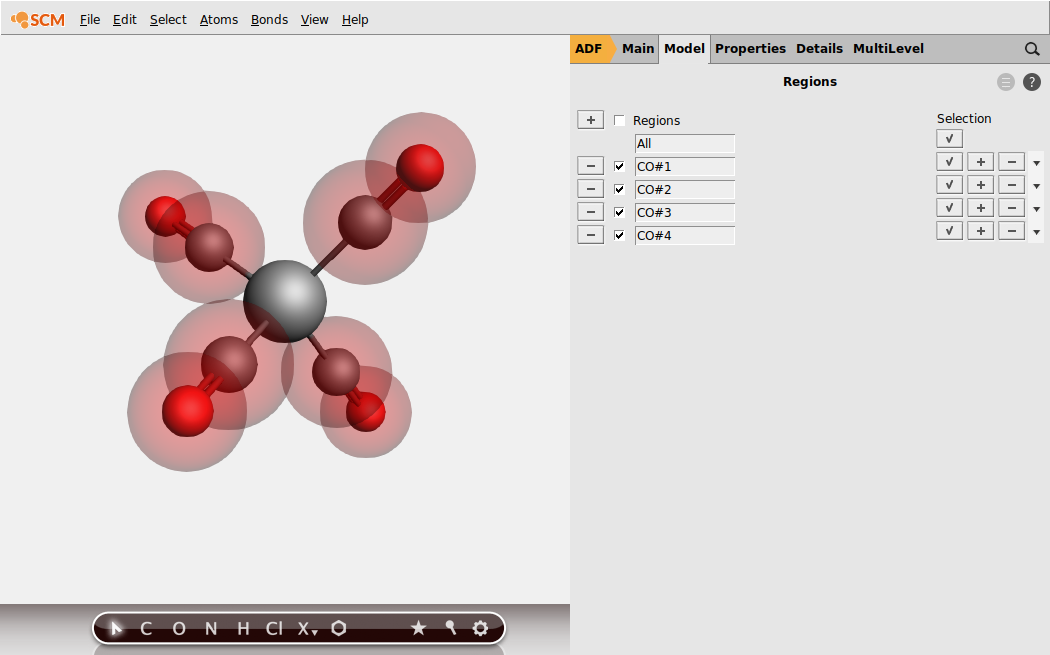 SCM File Edit Select Atoms Bonds View Help
ADF Main Model Properties Details MultiLevel
Regions
?
+ Regions Selection
All √
− CO#1 √ + −
− CO#2 √ + −
− CO#3 √ + −
− CO#4 √ + −
C O N H Cl X